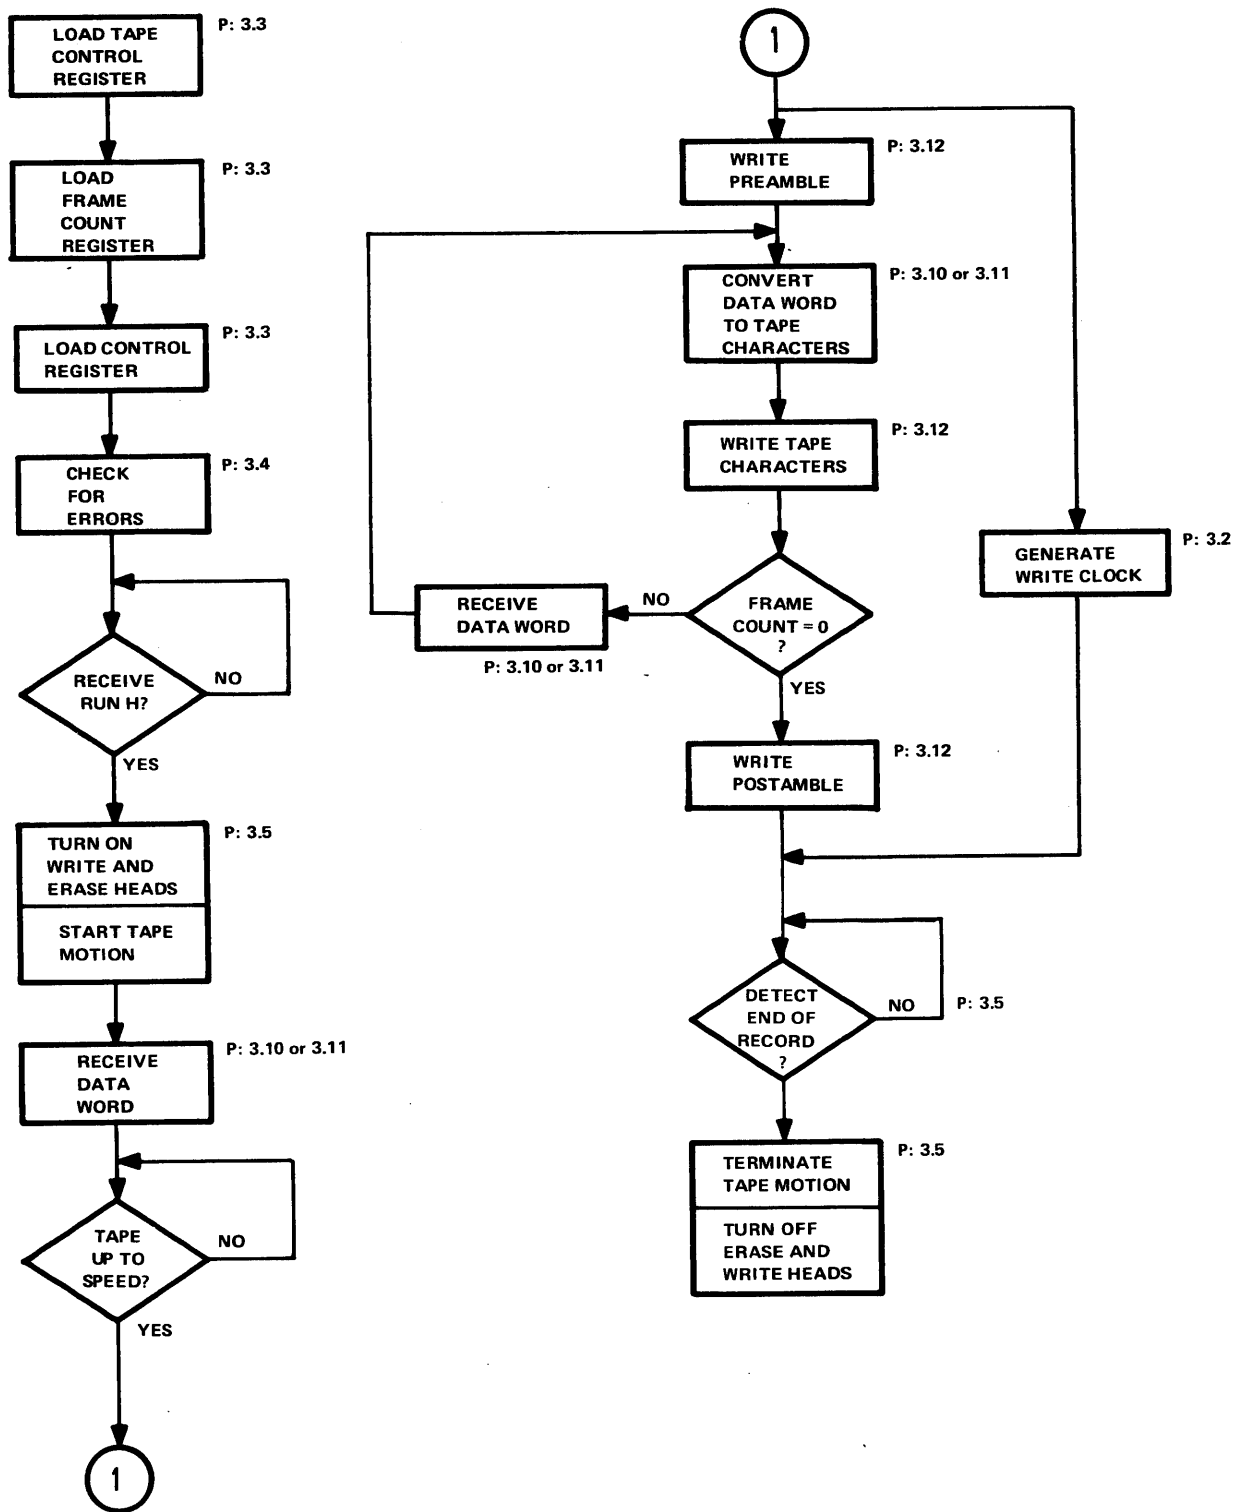 LOAD TAPE
CONTROL
REGISTER
P: 3.3
LOAD
FRAME
COUNT
REGISTER
P: 3.3
LOAD CONTROL
REGISTER
P: 3.3
CHECK
FOR
ERRORS
P: 3.4
RECEIVE
RUN H?
NO
YES
TURN ON
WRITE AND
ERASE HEADS
P: 3.5
START TAPE
MOTION
RECEIVE
DATA
WORD
P: 3.10 or 3.11
TAPE
UP TO
SPEED?
NO
YES
1
1
WRITE
PREAMBLE
P: 3.12
CONVERT
DATA WORD
TO TAPE
CHARACTERS
P: 3.10 or 3.11
WRITE TAPE
CHARACTERS
P: 3.12
GENERATE
WRITE CLOCK
P: 3.2
FRAME
COUNT = 0
?
NO
RECEIVE
DATA WORD
P: 3.10 or 3.11
YES
WRITE
POSTAMBLE
P: 3.12
DETECT
END OF
RECORD
?
NO
P: 3.5
TERMINATE
TAPE MOTION
P: 3.5
TURN OFF
ERASE AND
WRITE HEADS